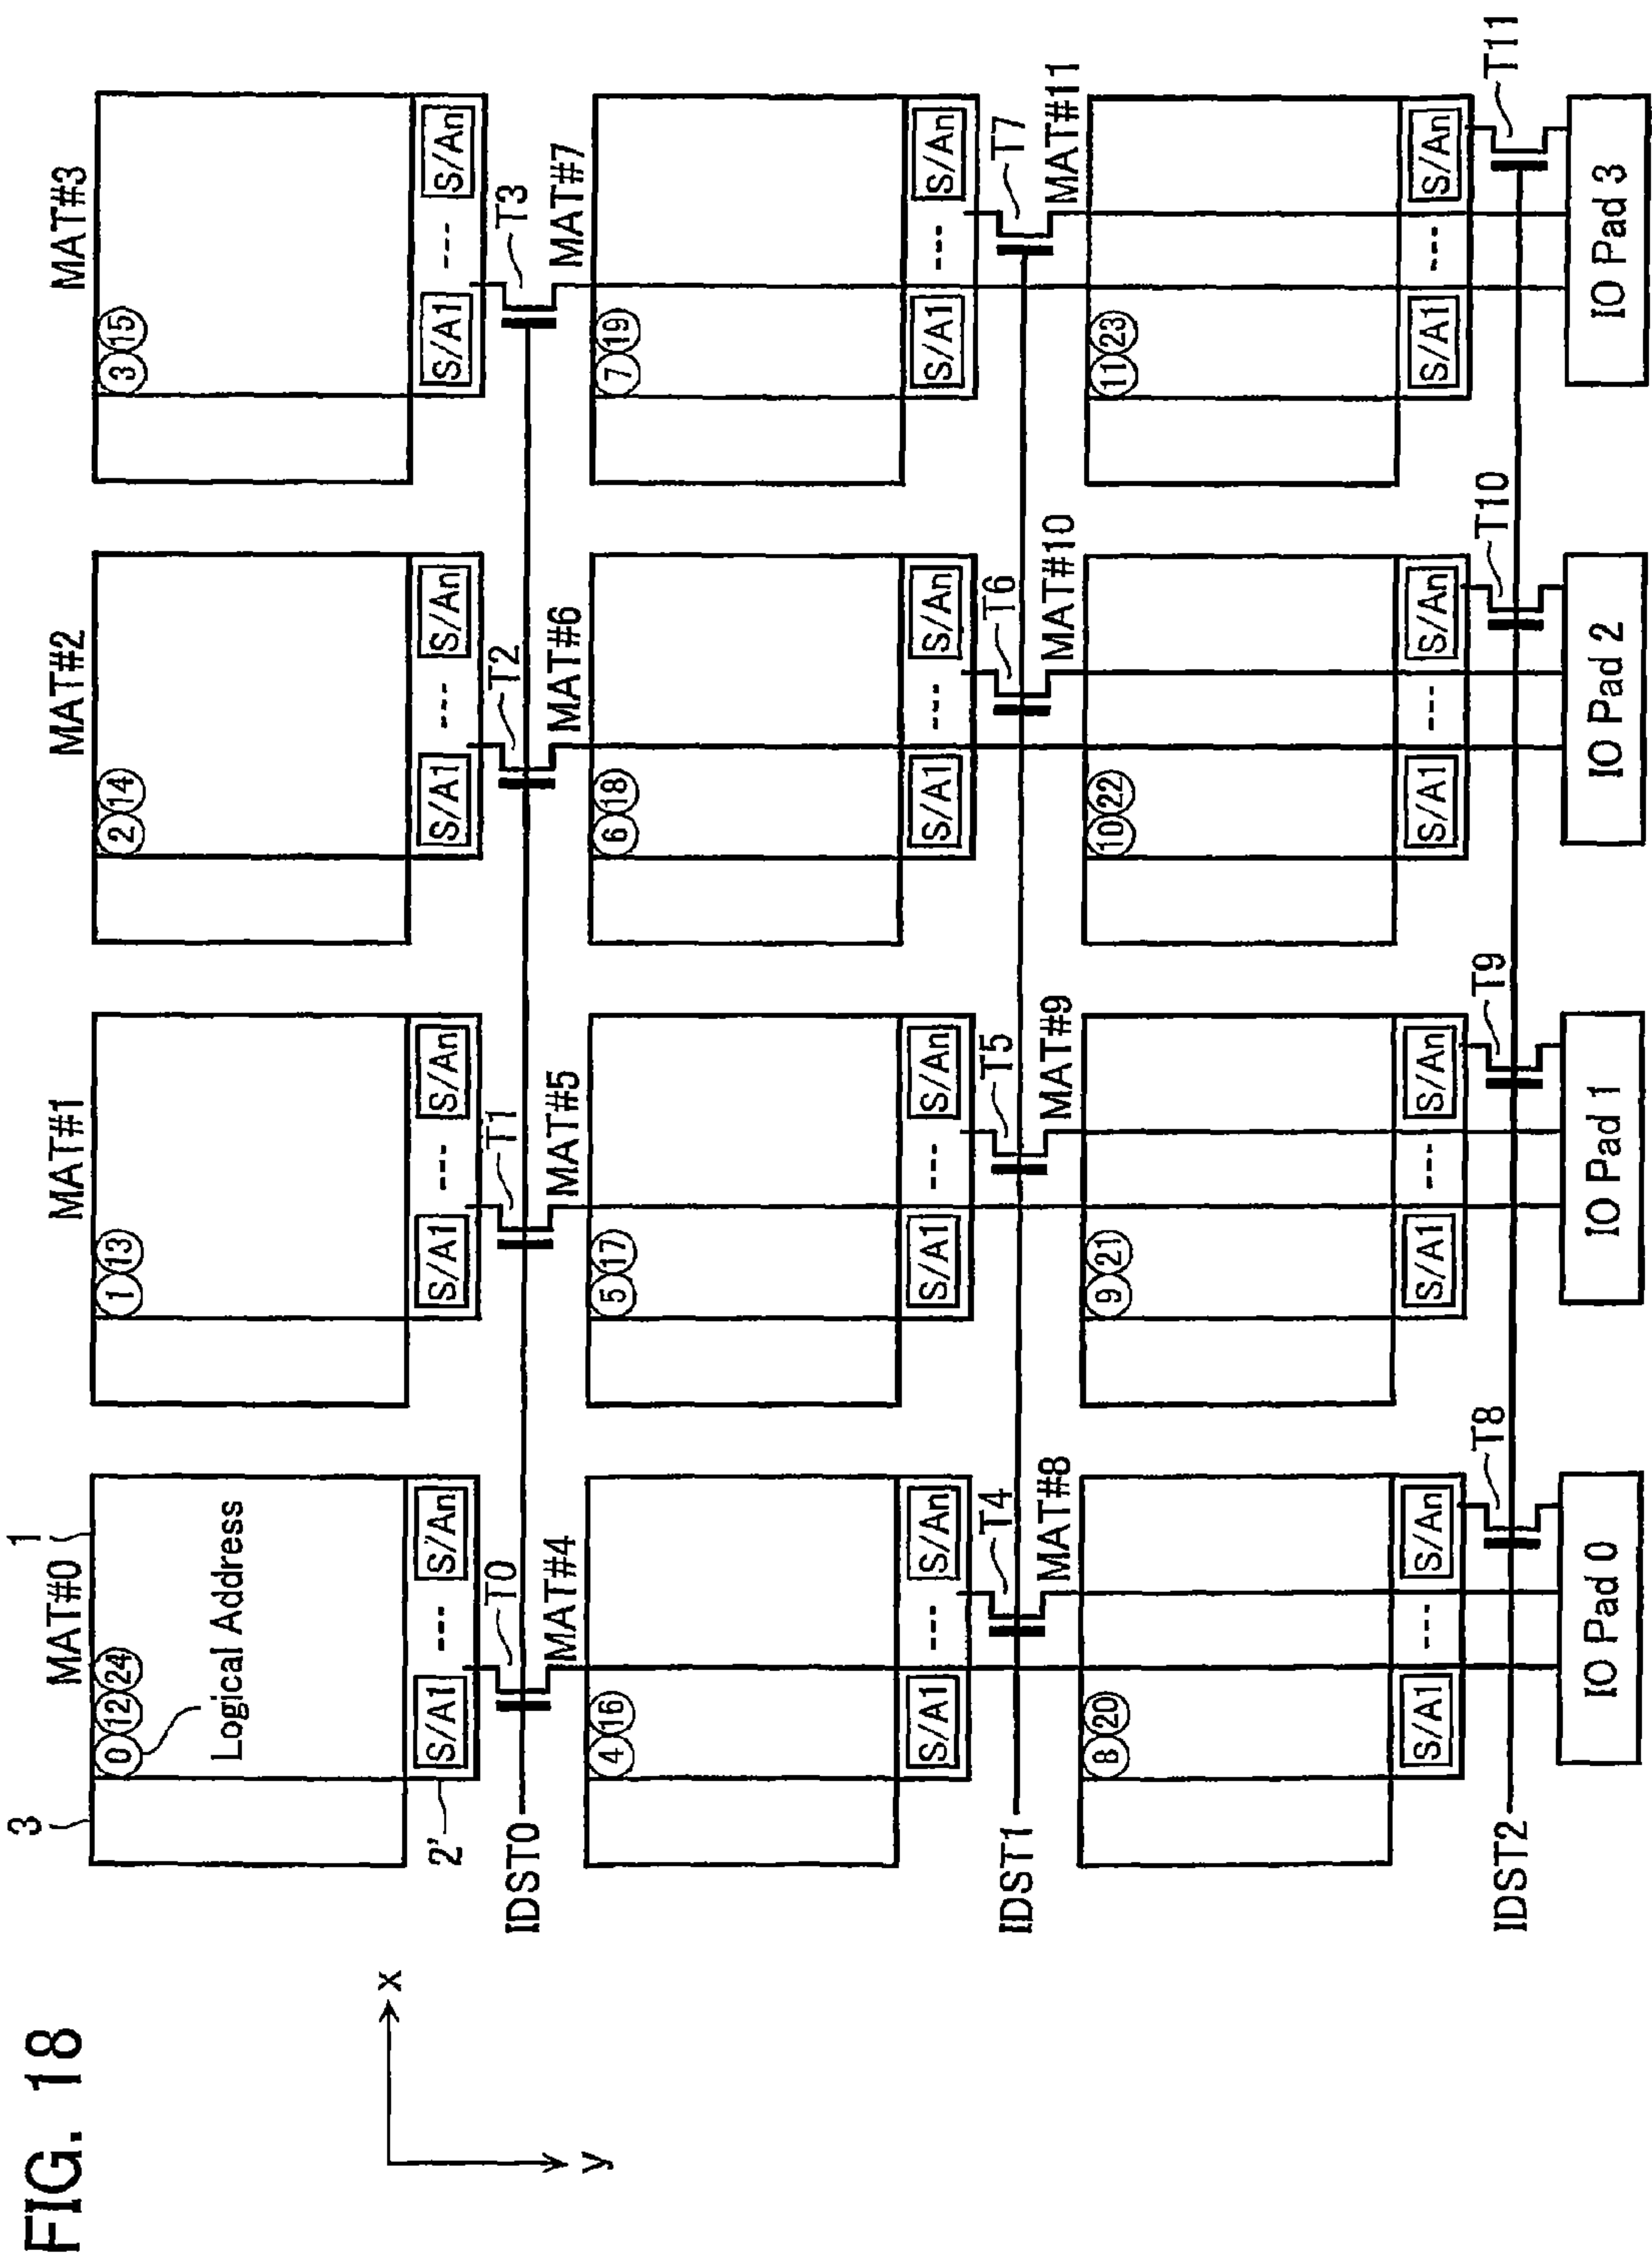 FIG. 18
x
y
MAT#0 MAT#1 MAT#2 MAT#3
3 1
0 12 24 1 13 2 14 3 15
Logical Address
S/A1 --- S/An S/A1 --- S/An S/A1 --- S/An S/A1 --- S/An
2'
T0 T1 T2 T3
IDST0
MAT#4 MAT#5 MAT#6 MAT#7
4 16 5 17 6 18 7 19
S/A1 --- S/An S/A1 --- S/An S/A1 --- S/An S/A1 --- S/An
T4 T5 T6 T7
IDST1
MAT#8 MAT#9 MAT#10 MAT#11
8 20 9 21 10 22 11 23
S/A1 --- S/An S/A1 --- S/An S/A1 --- S/An S/A1 --- S/An
T8 T9 T10 T11
IDST2
IO Pad 0 IO Pad 1 IO Pad 2 IO Pad 3